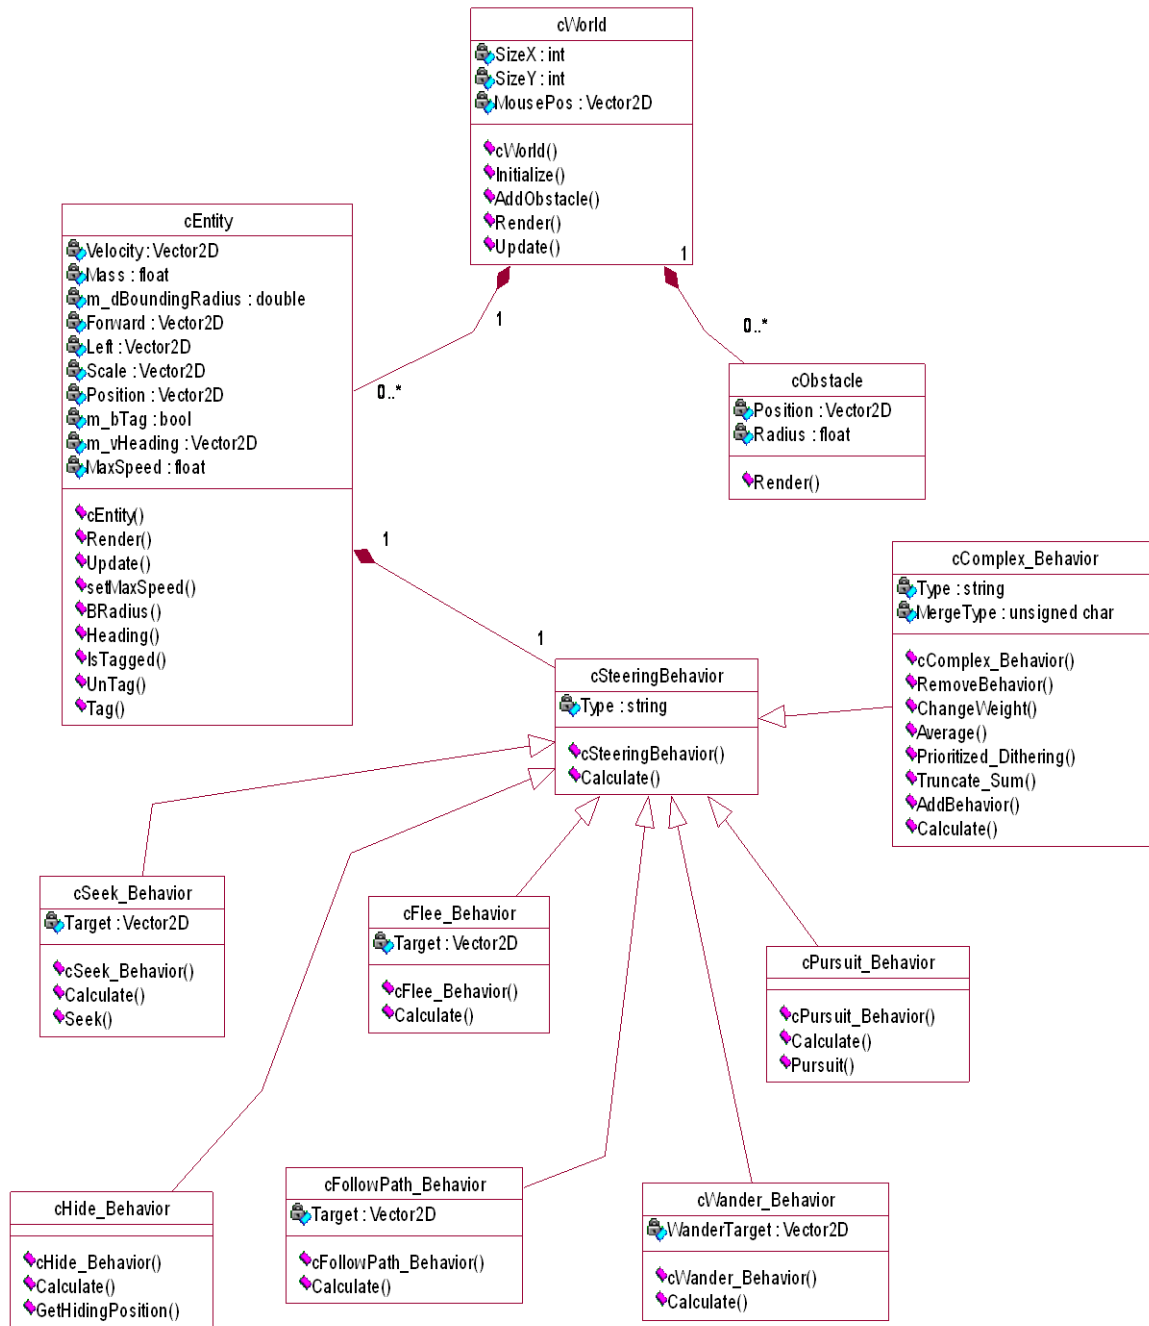 cWorld
SizeX : int
SizeY : int
MousePos : Vector2D
cWorld()
Initialize()
AddObstacle()
Render()
Update()
1
1
0..*
0..*
cEntity
Velocity : Vector2D
Mass : float
m_dBoundingRadius : double
Forward : Vector2D
Left : Vector2D
Scale : Vector2D
Position : Vector2D
m_bTag : bool
m_vHeading : Vector2D
MaxSpeed : float
cEntity()
Render()
Update()
setMaxSpeed()
BRadius()
Heading()
IsTagged()
UnTag()
Tag()
cObstacle
Position : Vector2D
Radius : float
Render()
1
1
cComplex_Behavior
Type : string
MergeType : unsigned char
cComplex_Behavior()
RemoveBehavior()
ChangeWeight()
Average()
Prioritized_Dithering()
Truncate_Sum()
AddBehavior()
Calculate()
cSteeringBehavior
Type : string
cSteeringBehavior()
Calculate()
cSeek_Behavior
Target : Vector2D
cSeek_Behavior()
Calculate()
Seek()
cFlee_Behavior
Target : Vector2D
cFlee_Behavior()
Calculate()
cPursuit_Behavior
cPursuit_Behavior()
Calculate()
Pursuit()
cHide_Behavior
cHide_Behavior()
Calculate()
GetHidingPosition()
cFollowPath_Behavior
Target : Vector2D
cFollowPath_Behavior()
Calculate()
cWander_Behavior
WanderTarget : Vector2D
cWander_Behavior()
Calculate()